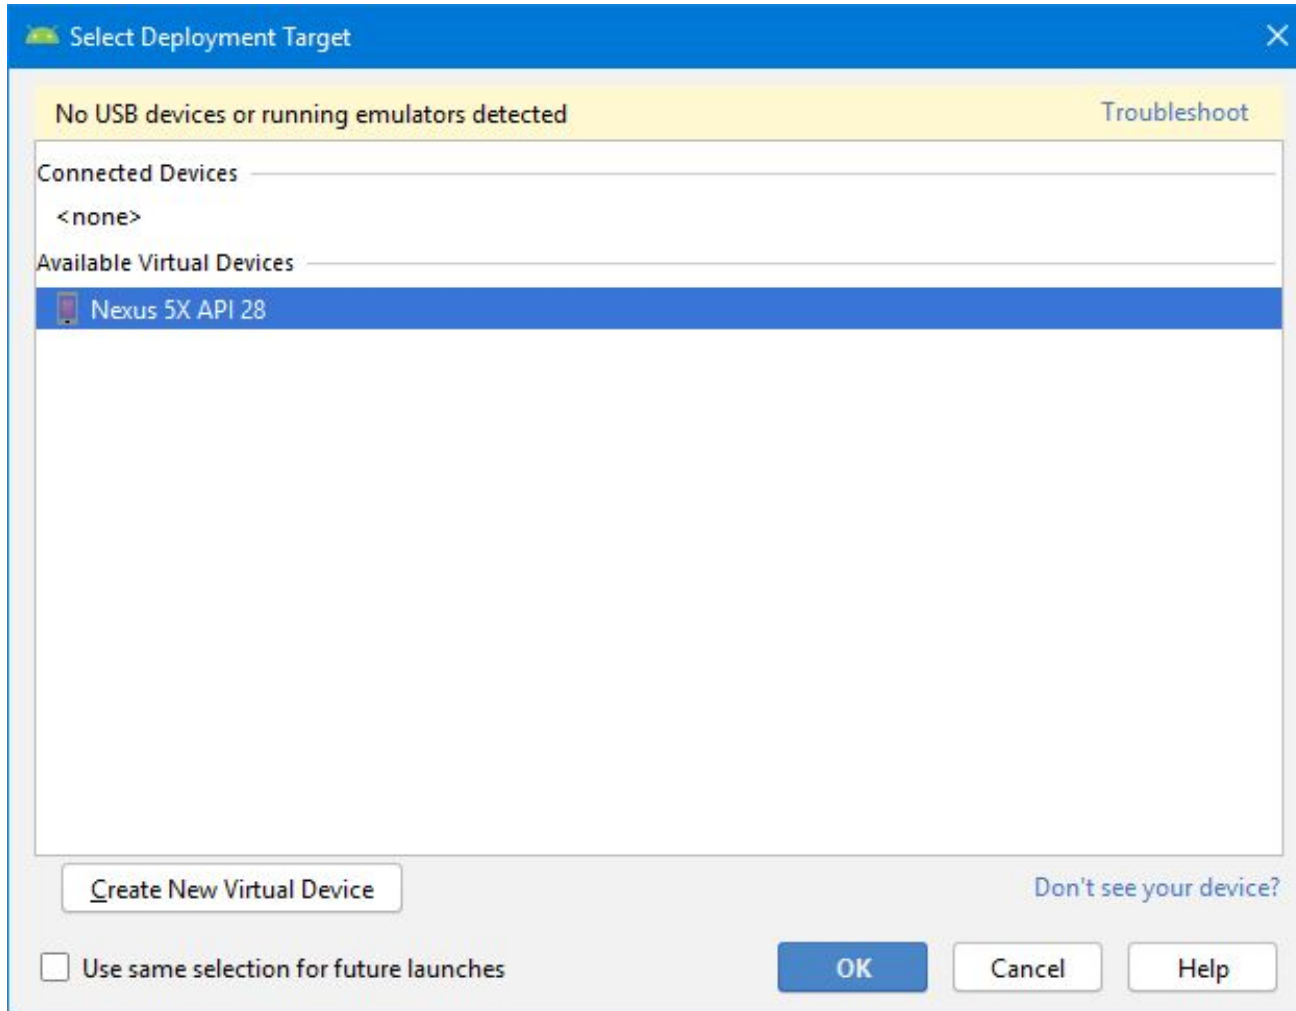 Select Deployment Target
No USB devices or running emulators detected Troubleshoot
Connected Devices
<none>
Available Virtual Devices
Nexus 5X API 28
Create New Virtual Device Don't see your device?
Use same selection for future launches OK Cancel Help